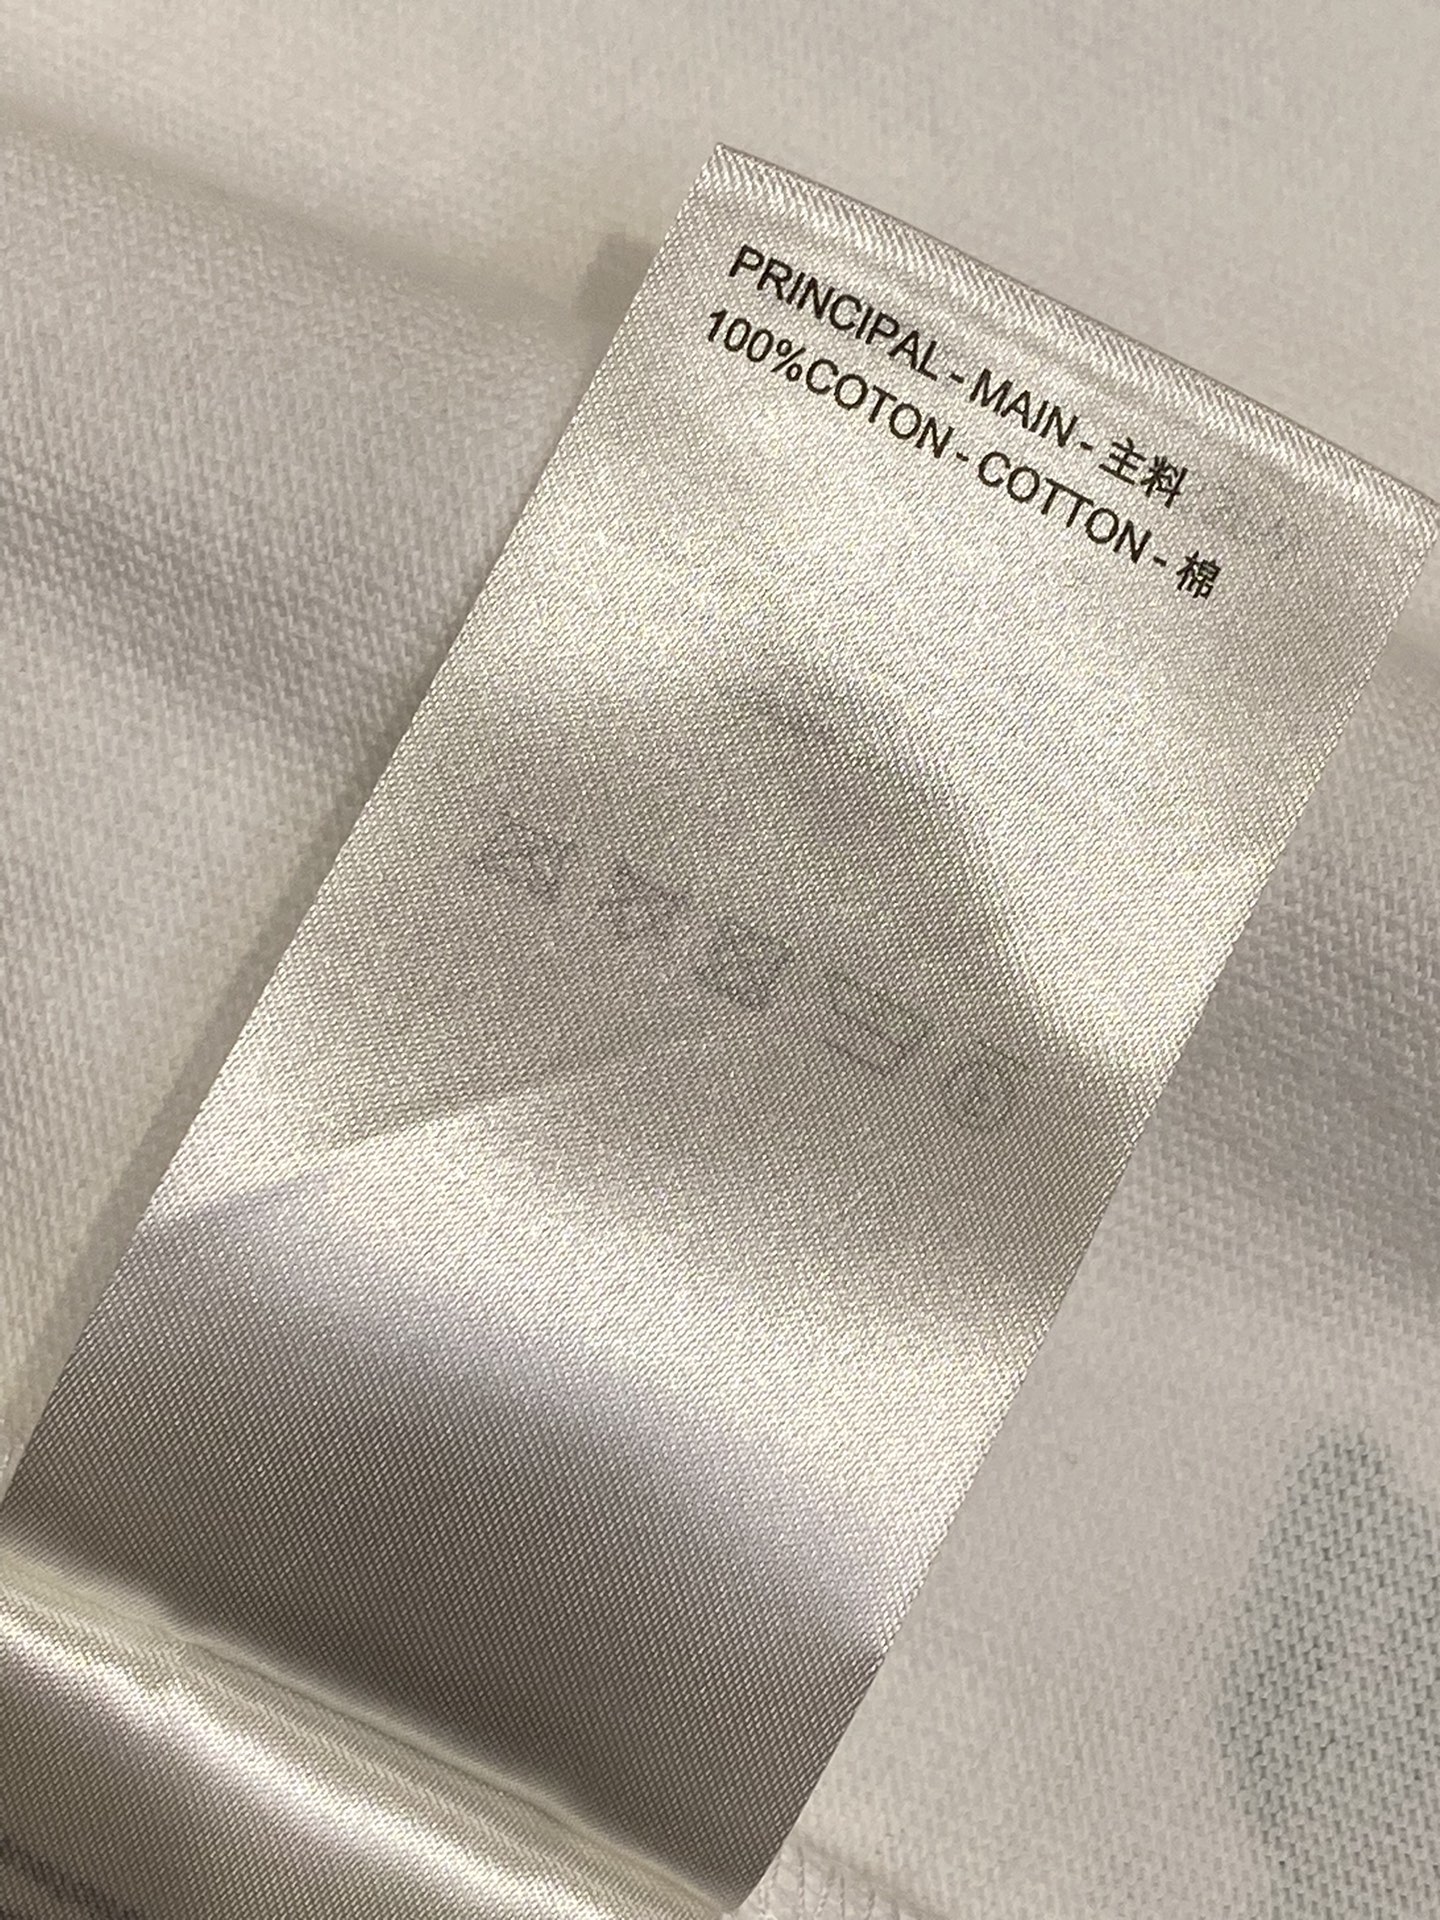 PRINCIPAL - MAIN - 主料
100%COTON - COTTON - 棉